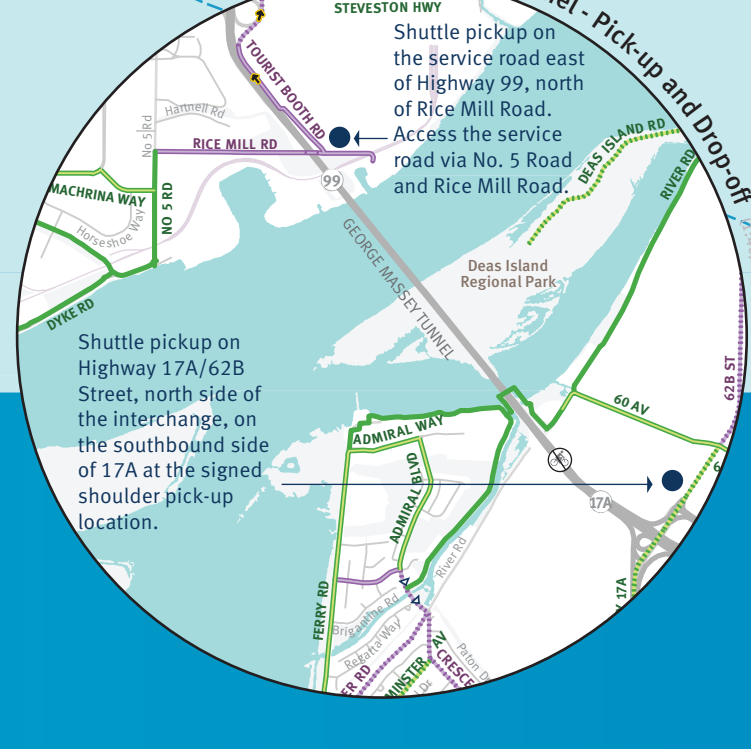 STEVESTON HWY
- Pick-up and Drop-off
Shuttle pickup on
the service road east
of Highway 99, north
of Rice Mill Road.
Access the service
road via No. 5 Road
and Rice Mill Road.
TOURIST BOOTH RD
Hartnell Rd
No 5 Rd
RICE MILL RD
DEAS ISLAND RD
RIVER RD
99
MACHRINA WAY
NO 5 RD
Horseshoe Way
GEORGE MASSEY TUNNEL
Deas Island
Regional Park
DYKE RD
Shuttle pickup on
Highway 17A/62B
Street, north side of
the interchange, on
the southbound side
of 17A at the signed
shoulder pick-up
location.
62B ST
60 AV
ADMIRAL WAY
ADMIRAL BLVD
17A
River Rd
FERRY RD
Brigantine Rd
Regatta Way
17A
AV
CRESCE
Paton D
ER RD
MINSTER
Dr